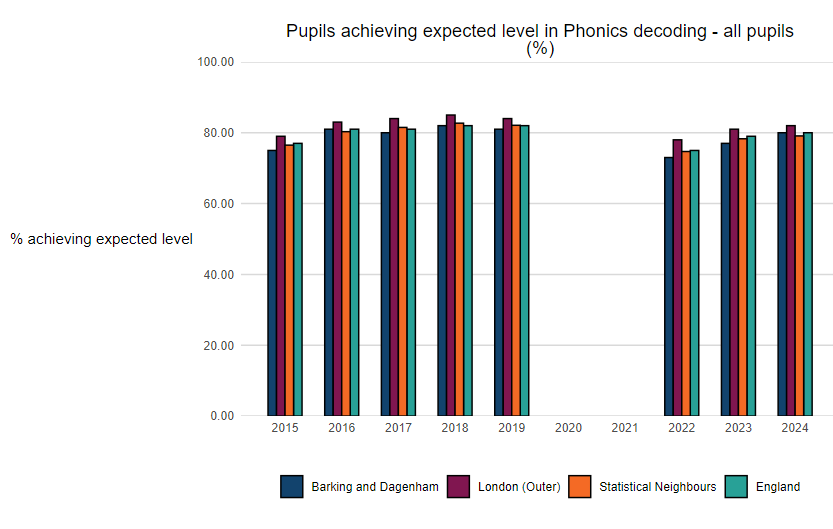 Pupils achieving expected level in Phonics decoding - all pupils
(%)
100.00
80.00
60.00
% achieving expected level
40.00
20.00
0.00
2015 2016 2017 2018 2019 2020 2021 2022 2023 2024
Barking and Dagenham London (Outer) Statistical Neighbours England